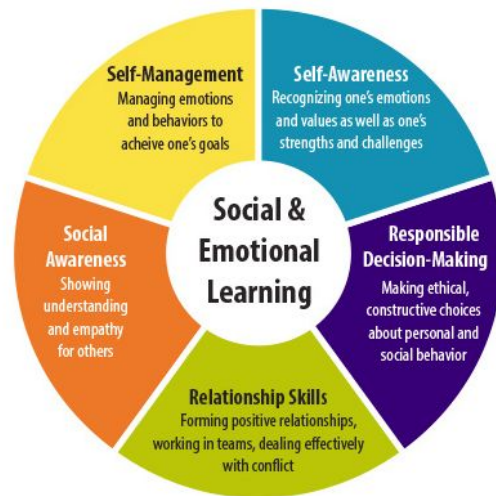 Self-Management
Managing emotions
and behaviors to
acheive one's goals
Self-Awareness
Recognizing one's emotions
and values as well as one's
strengths and challenges
Social
Awareness
Showing
understanding
and empathy
for others
Social &
Emotional
Learning
Responsible
Decision-Making
Making ethical,
constructive choices
about personal and
social behavior
Relationship Skills
Forming positive relationships,
working in teams, dealing effectively
with conflict